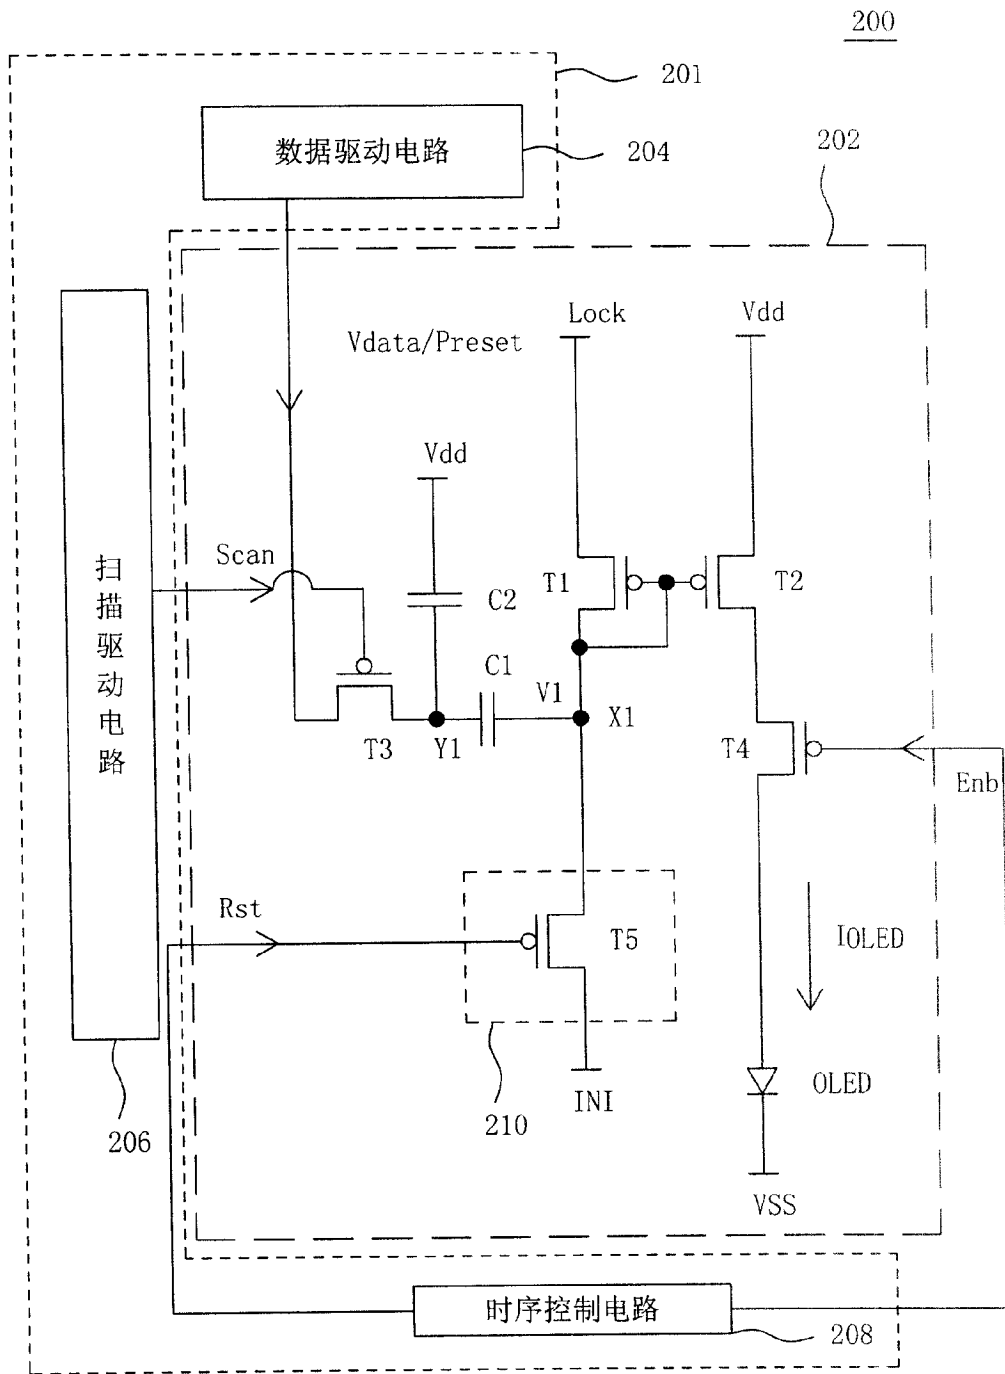 200
201
数据驱动电路
204
202
Lock
Vdd
Vdata/Preset
Vdd
Scan
T1
T2
C2
C1
V1
X1
T3
Y1
T4
Enb
扫描驱动电路
Rst
T5
IOLED
INI
OLED
210
206
VSS
时序控制电路
208